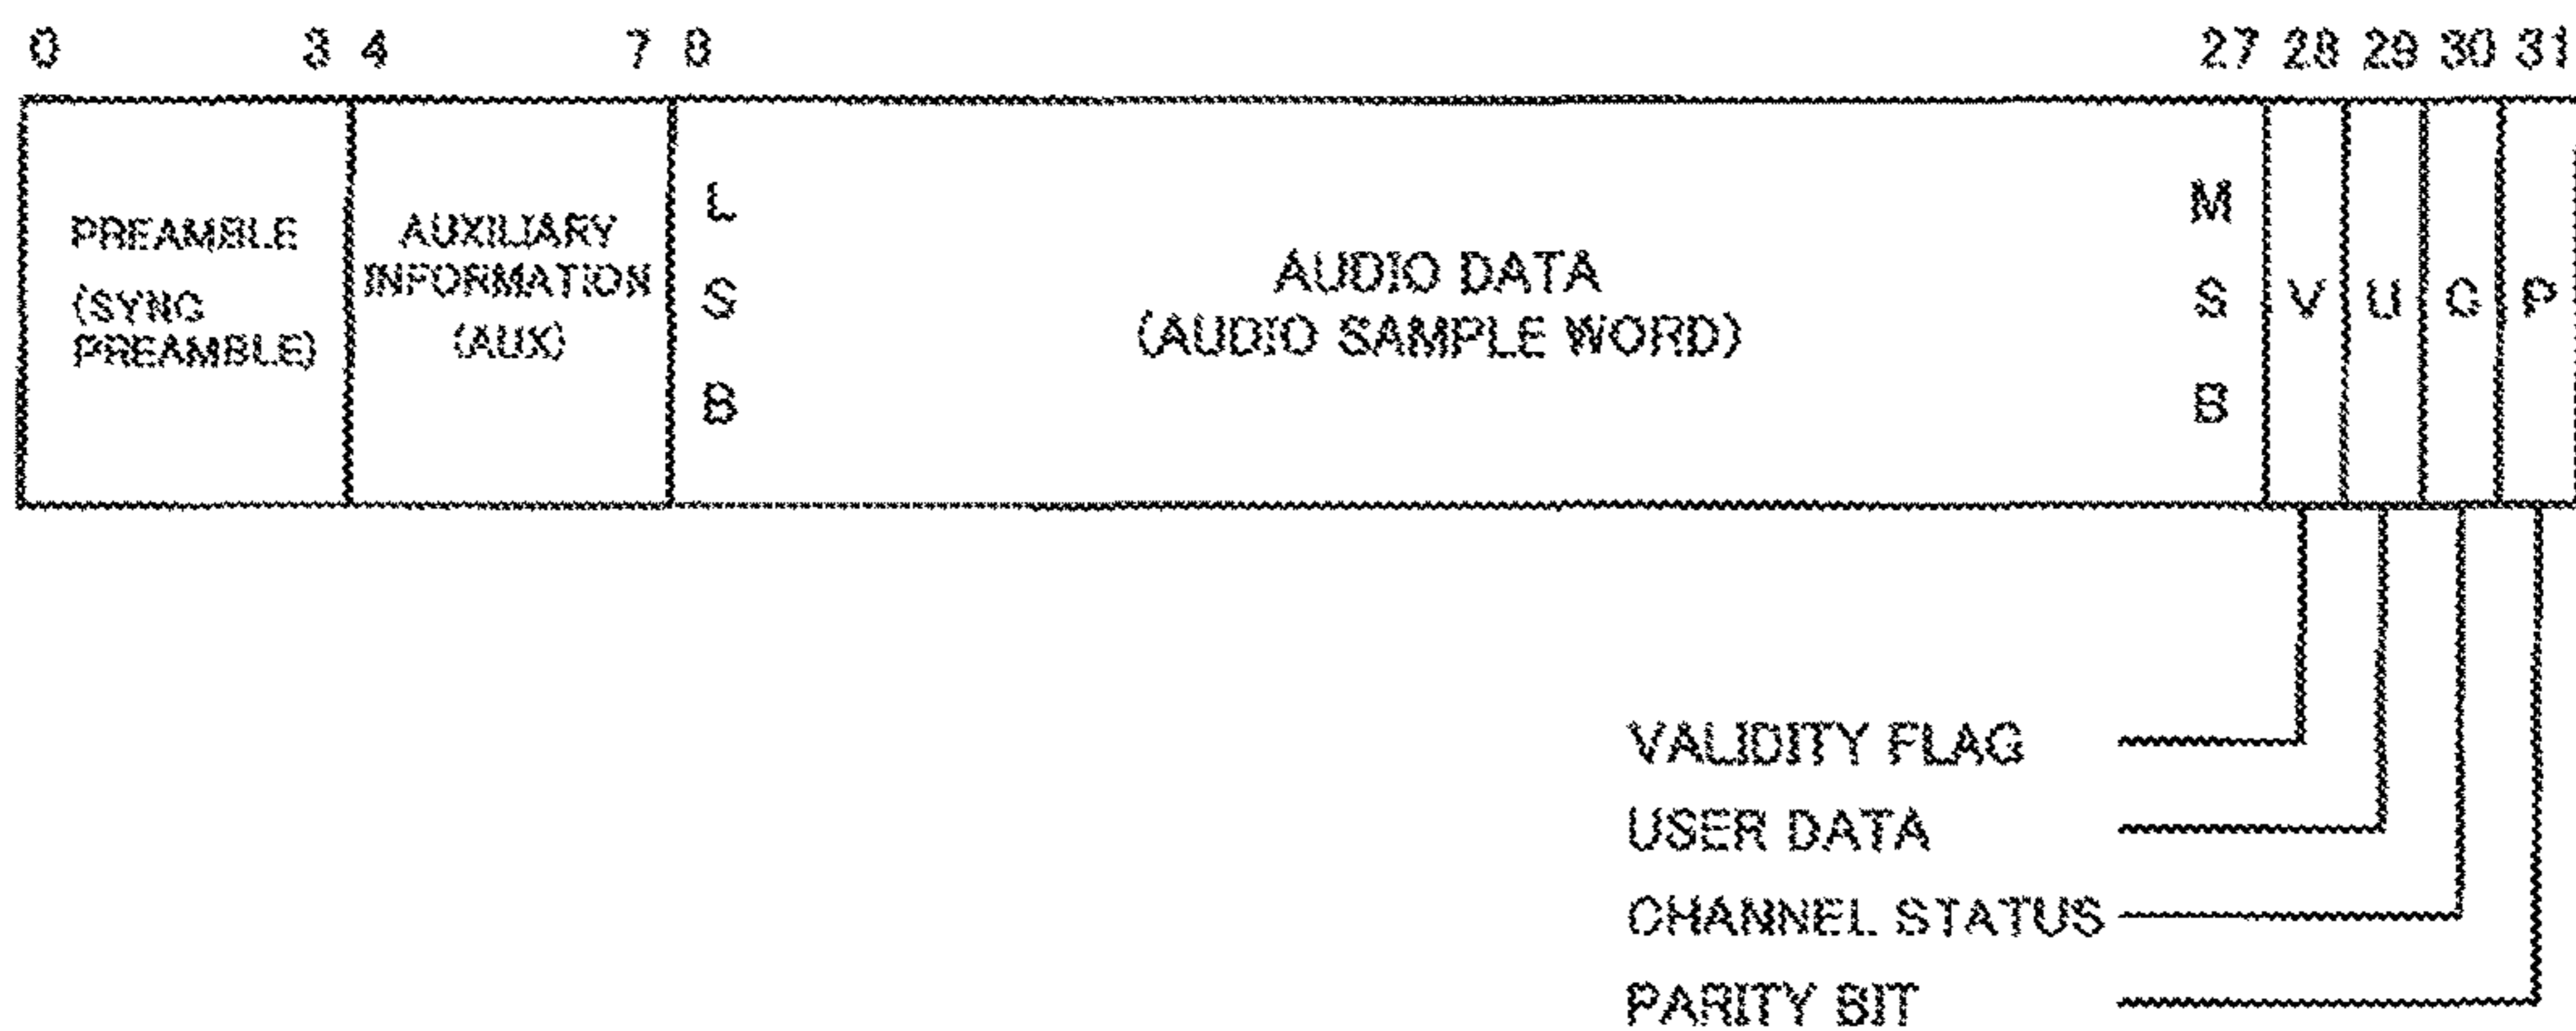 0 3 4 7 8 27 28 29 30 31
PREAMBLE
(SYNC
PREAMBLE)
AUXILIARY
INFORMATION
(AUX)
L
S
B
AUDIO DATA
(AUDIO SAMPLE WORD)
M
S
B
V U C P
VALIDITY FLAG
USER DATA
CHANNEL STATUS
PARITY BIT